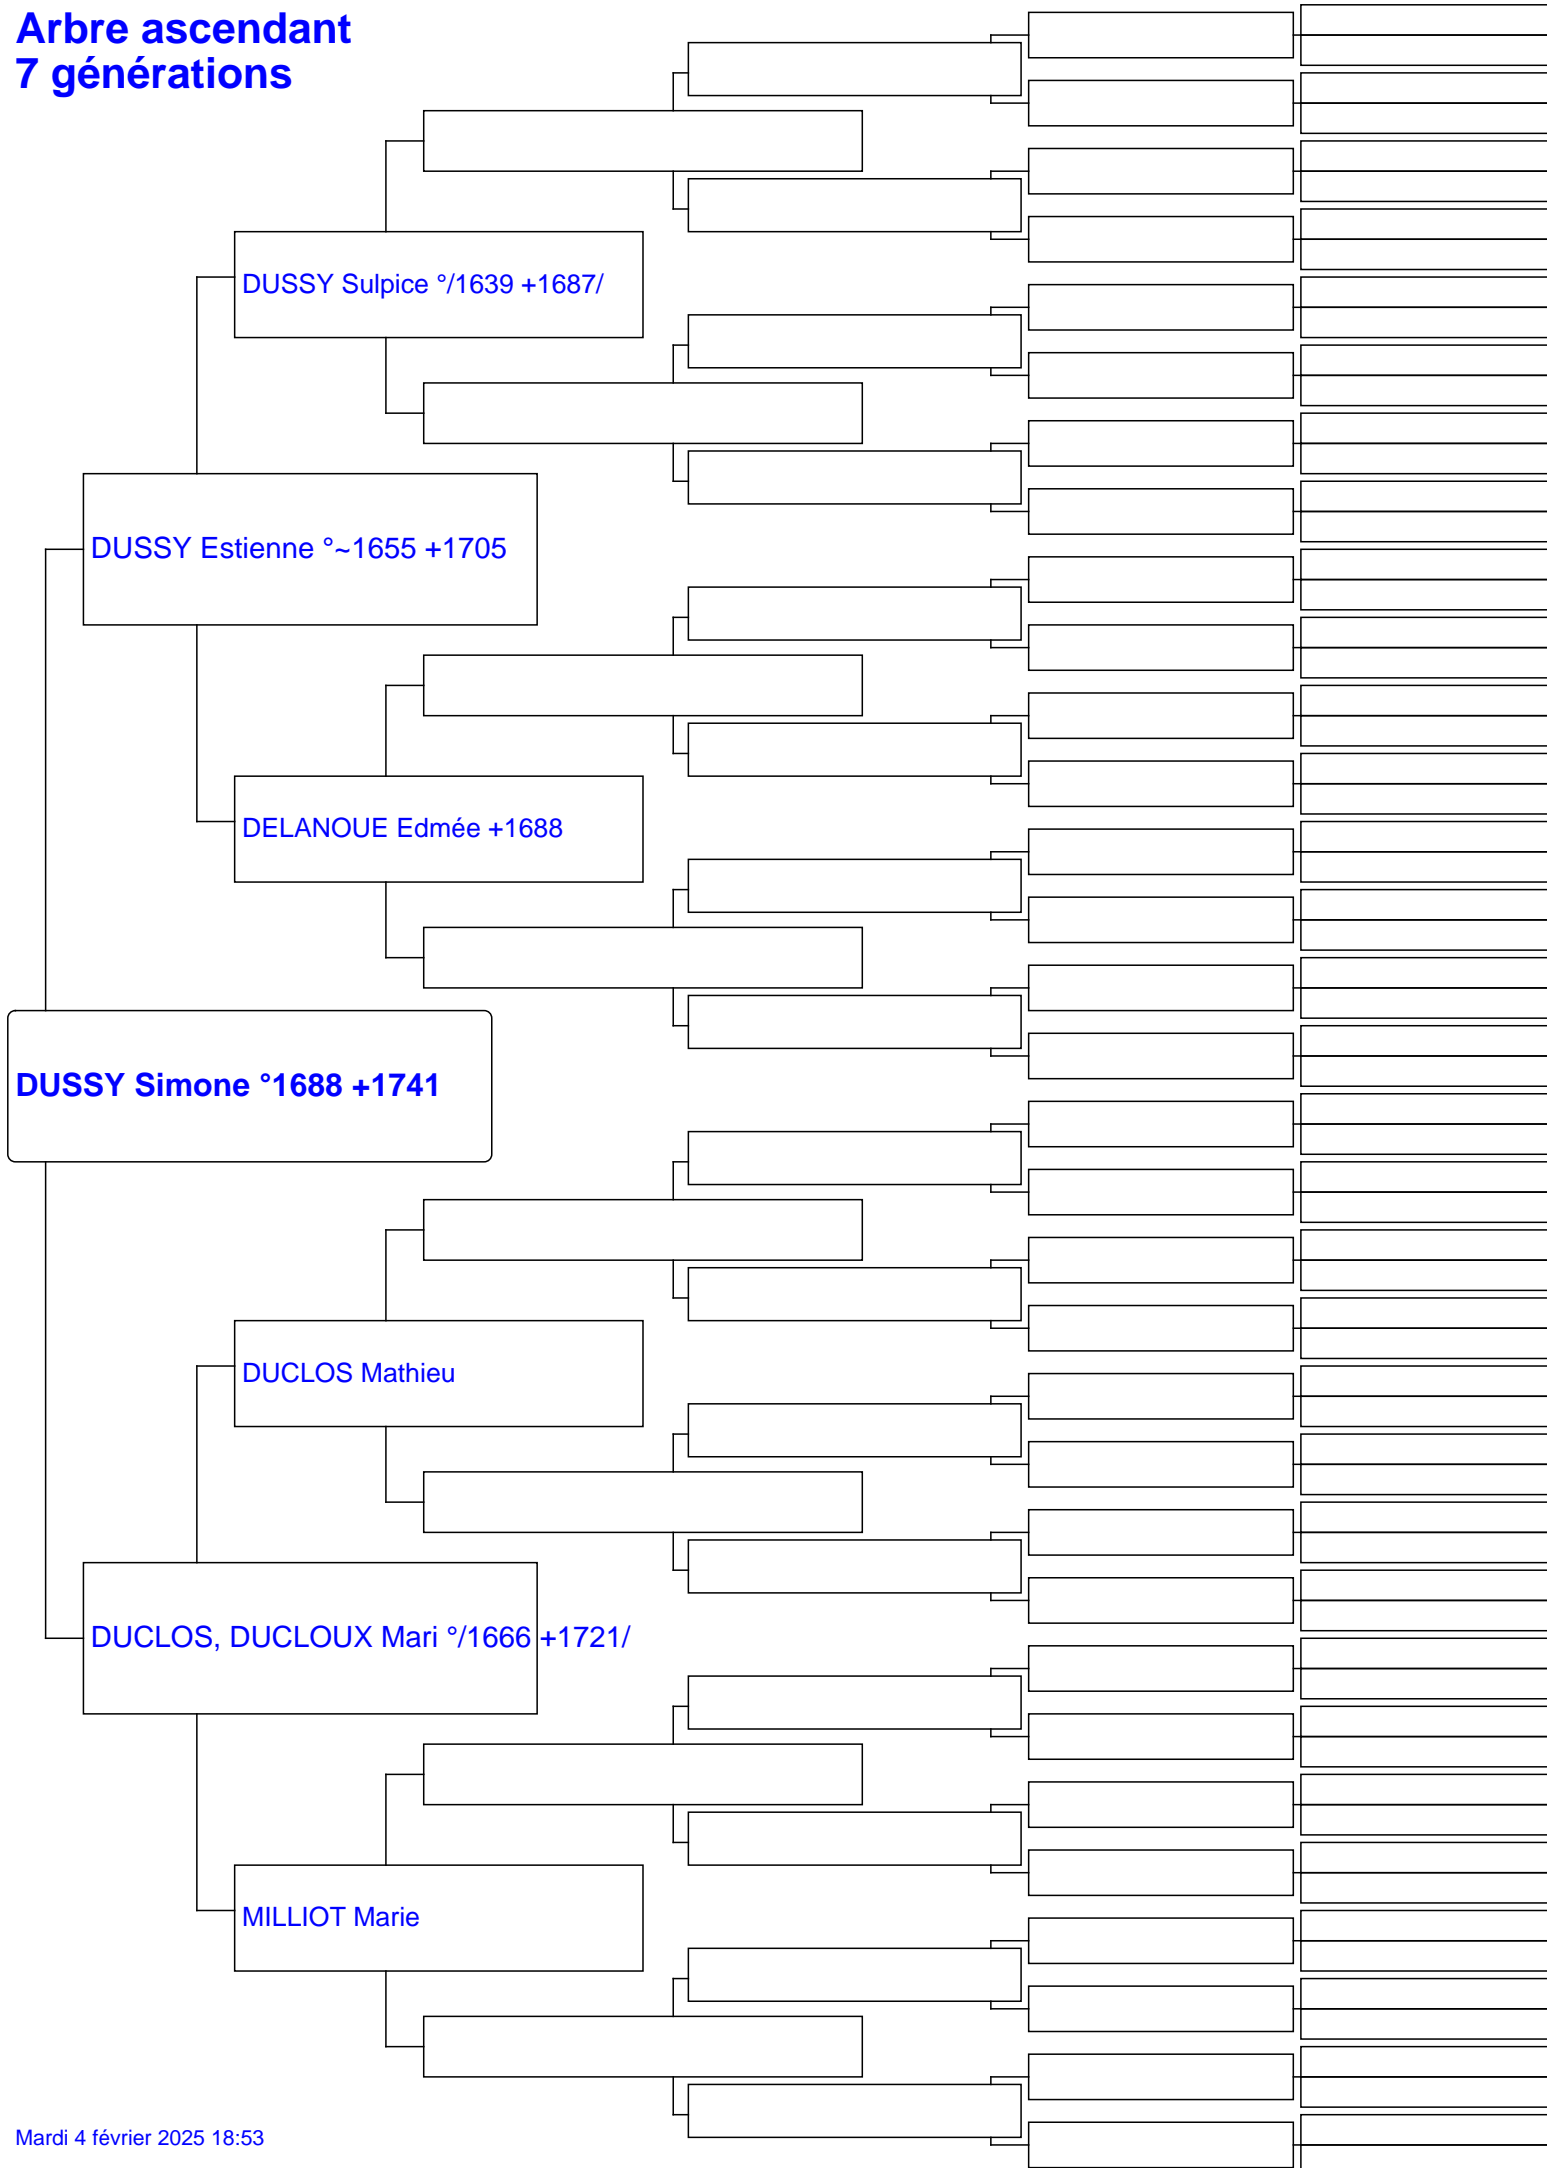 Arbre ascendant
7 générations
DUSSY Sulpice °/1639 +1687/
DUSSY Estienne °~1655 +1705
DELANOUE Edmée +1688
DUSSY Simone °1688 +1741
DUCLOS Mathieu
DUCLOS, DUCLOUX Mari °/1666 +1721/
MILLIOT Marie
Mardi 4 février 2025 18:53